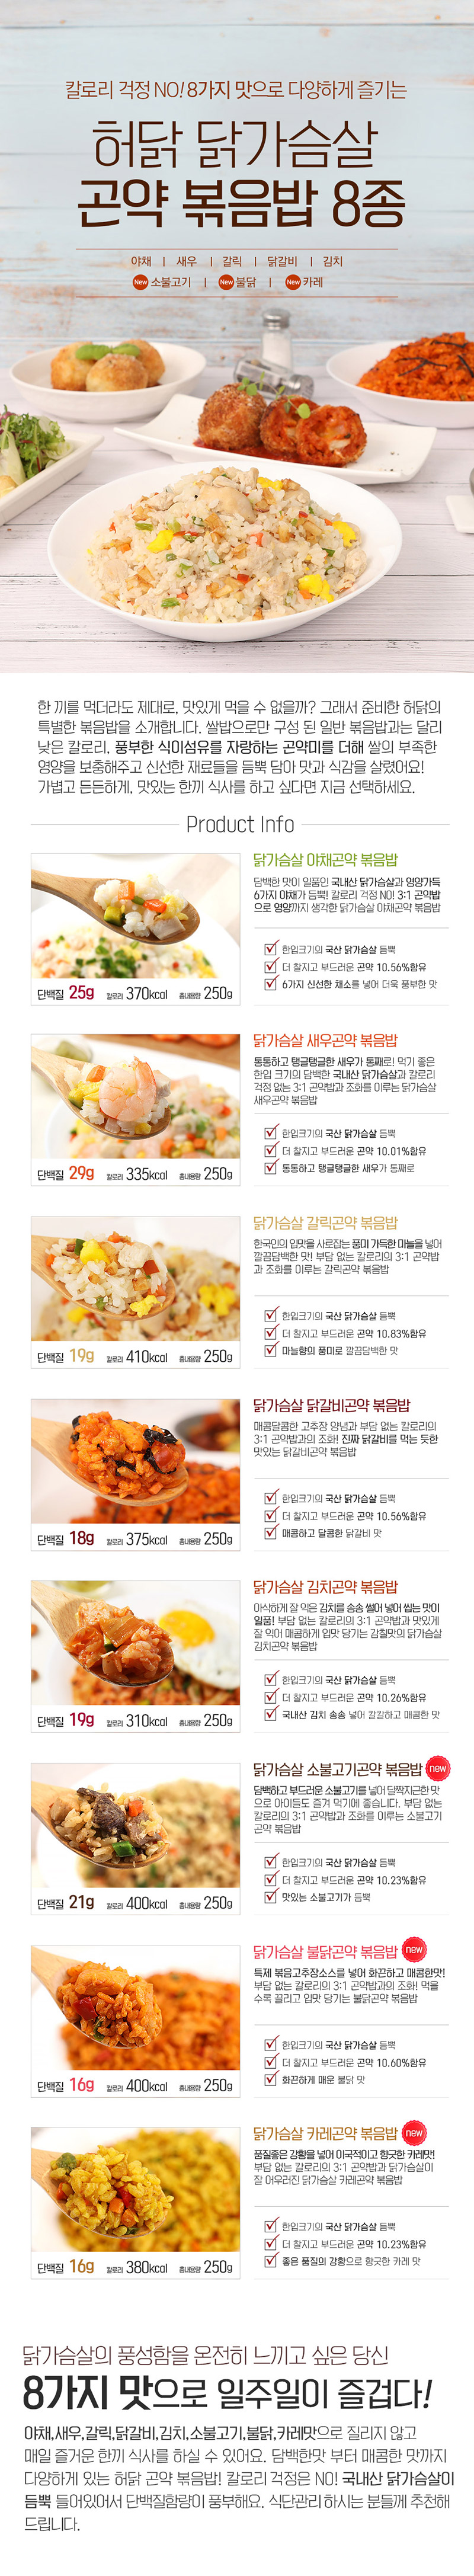 칼로리 걱정 NO! 8가지 맛으로 다양하게 즐기는
허닭 닭가슴살
곤약 볶음밥 8종
야채 | 새우 | 갈릭 | 닭갈비 | 김치
New 소불고기 | New 불닭 | New 카레
한 끼를 먹더라도 제대로, 맛있게 먹을 수 없을까? 그래서 준비한 허닭의
특별한 볶음밥을 소개합니다. 쌀밥으로만 구성 된 일반 볶음밥과는 달리
낮은 칼로리, 풍부한 식이섬유를 자랑하는 곤약미를 더해 쌀의 부족한
영양을 보충해주고 신선한 재료들을 듬뿍 담아 맛과 식감을 살렸어요!
가볍고 든든하게, 맛있는 한끼 식사를 하고 싶다면 지금 선택하세요.
Product Info
닭가슴살 야채곤약 볶음밥
담백한 맛이 일품인 국내산 닭가슴살과 영양가득
6가지 야채가 듬뿍! 칼로리 걱정 NO! 3:1 곤약밥
으로 영양까지 생각한 닭가슴살 야채곤약 볶음밥
한입크기의 국산 닭가슴살 듬뿍
더 찰지고 부드러운 곤약 10.56%함유
6가지 신선한 채소를 넣어 더욱 풍부한 맛
단백질 25g 칼로리 370kcal 총내용량 250g
닭가슴살 새우곤약 볶음밥
통통하고 탱글탱글한 새우가 통째로! 먹기 좋은
한입 크기의 담백한 국내산 닭가슴살과 칼로리
걱정 없는 3:1 곤약밥과 조화를 이루는 닭가슴살
새우곤약 볶음밥
한입크기의 국산 닭가슴살 듬뿍
더 찰지고 부드러운 곤약 10.01%함유
통통하고 탱글탱글한 새우가 통째로
단백질 29g 칼로리 335kcal 총내용량 250g
닭가슴살 갈릭곤약 볶음밥
한국인의 입맛을 사로잡는 풍미 가득한 마늘을 넣어
깔끔담백한 맛! 부담 없는 칼로리의 3:1 곤약밥
과 조화를 이루는 갈릭곤약 볶음밥
한입크기의 국산 닭가슴살 듬뿍
더 찰지고 부드러운 곤약 10.83%함유
마늘향의 풍미로 깔끔담백한 맛
단백질 19g 칼로리 410kcal 총내용량 250g
닭가슴살 닭갈비곤약 볶음밥
매콤달콤한 고추장 양념과 부담 없는 칼로리의
3:1 곤약밥과의 조화! 진짜 닭갈비를 먹는 듯한
맛있는 닭갈비곤약 볶음밥
한입크기의 국산 닭가슴살 듬뿍
더 찰지고 부드러운 곤약 10.56%함유
매콤하고 달콤한 닭갈비 맛
단백질 18g 칼로리 375kcal 총내용량 250g
닭가슴살 김치곤약 볶음밥
아삭하게 잘 익은 김치를 송송 썰어 넣어 씹는 맛이
일품! 부담 없는 칼로리의 3:1 곤약밥과 맛있게
잘 익어 매콤하게 입맛 당기는 감칠맛의 닭가슴살
김치곤약 볶음밥
한입크기의 국산 닭가슴살 듬뿍
더 찰지고 부드러운 곤약 10.26%함유
국내산 김치 송송 넣어 칼칼하고 매콤한 맛
단백질 19g 칼로리 310kcal 총내용량 250g
닭가슴살 소불고기곤약 볶음밥 new
담백하고 부드러운 소불고기를 넣어 달짝지근한 맛
으로 아이들도 즐겨 먹기에 좋습니다. 부담 없는
칼로리의 3:1 곤약밥과 조화를 이루는 소불고기
곤약 볶음밥
한입크기의 국산 닭가슴살 듬뿍
더 찰지고 부드러운 곤약 10.23%함유
맛있는 소불고기가 듬뿍
단백질 21g 칼로리 400kcal 총내용량 250g
닭가슴살 불닭곤약 볶음밥 new
특제 볶음고추장소스를 넣어 화끈하고 매콤한맛!
부담 없는 칼로리의 3:1 곤약밥과의 조화! 먹을
수록 끌리고 입맛 당기는 불닭곤약 볶음밥
한입크기의 국산 닭가슴살 듬뿍
더 찰지고 부드러운 곤약 10.60%함유
화끈하게 매운 불닭 맛
단백질 16g 칼로리 400kcal 총내용량 250g
닭가슴살 카레곤약 볶음밥 new
품질좋은 강황을 넣어 이국적이고 향긋한 카레맛!
부담 없는 칼로리의 3:1 곤약밥과 닭가슴살이
잘 어우러진 닭가슴살 카레곤약 볶음밥
한입크기의 국산 닭가슴살 듬뿍
더 찰지고 부드러운 곤약 10.23%함유
좋은 품질의 강황으로 향긋한 카레 맛
단백질 16g 칼로리 380kcal 총내용량 250g
닭가슴살의 풍성함을 온전히 느끼고 싶은 당신
8가지 맛으로 일주일이 즐겁다!
야채,새우,갈릭,닭갈비,김치,소불고기,불닭,카레맛으로 질리지 않고
매일 즐거운 한끼 식사를 하실 수 있어요. 담백한맛 부터 매콤한 맛까지
다양하게 있는 허닭 곤약 볶음밥! 칼로리 걱정은 NO! 국내산 닭가슴살이
듬뿍 들어있어서 단백질함량이 풍부해요. 식단관리 하시는 분들께 추천해
드립니다.